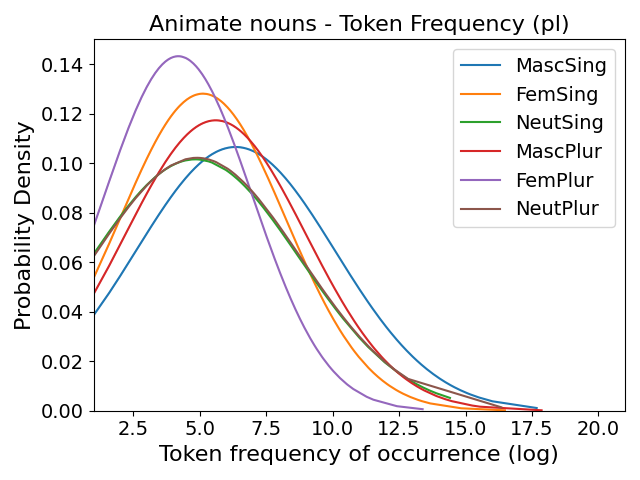 Animate nouns - Token Frequency (pl)
Probability Density
0.14
0.12
0.10
0.08
0.06
0.04
0.02
0.00
MascSing
FemSing
NeutSing
MascPlur
FemPlur
NeutPlur
2.5 5.0 7.5 10.0 12.5 15.0 17.5 20.0
Token frequency of occurrence (log)